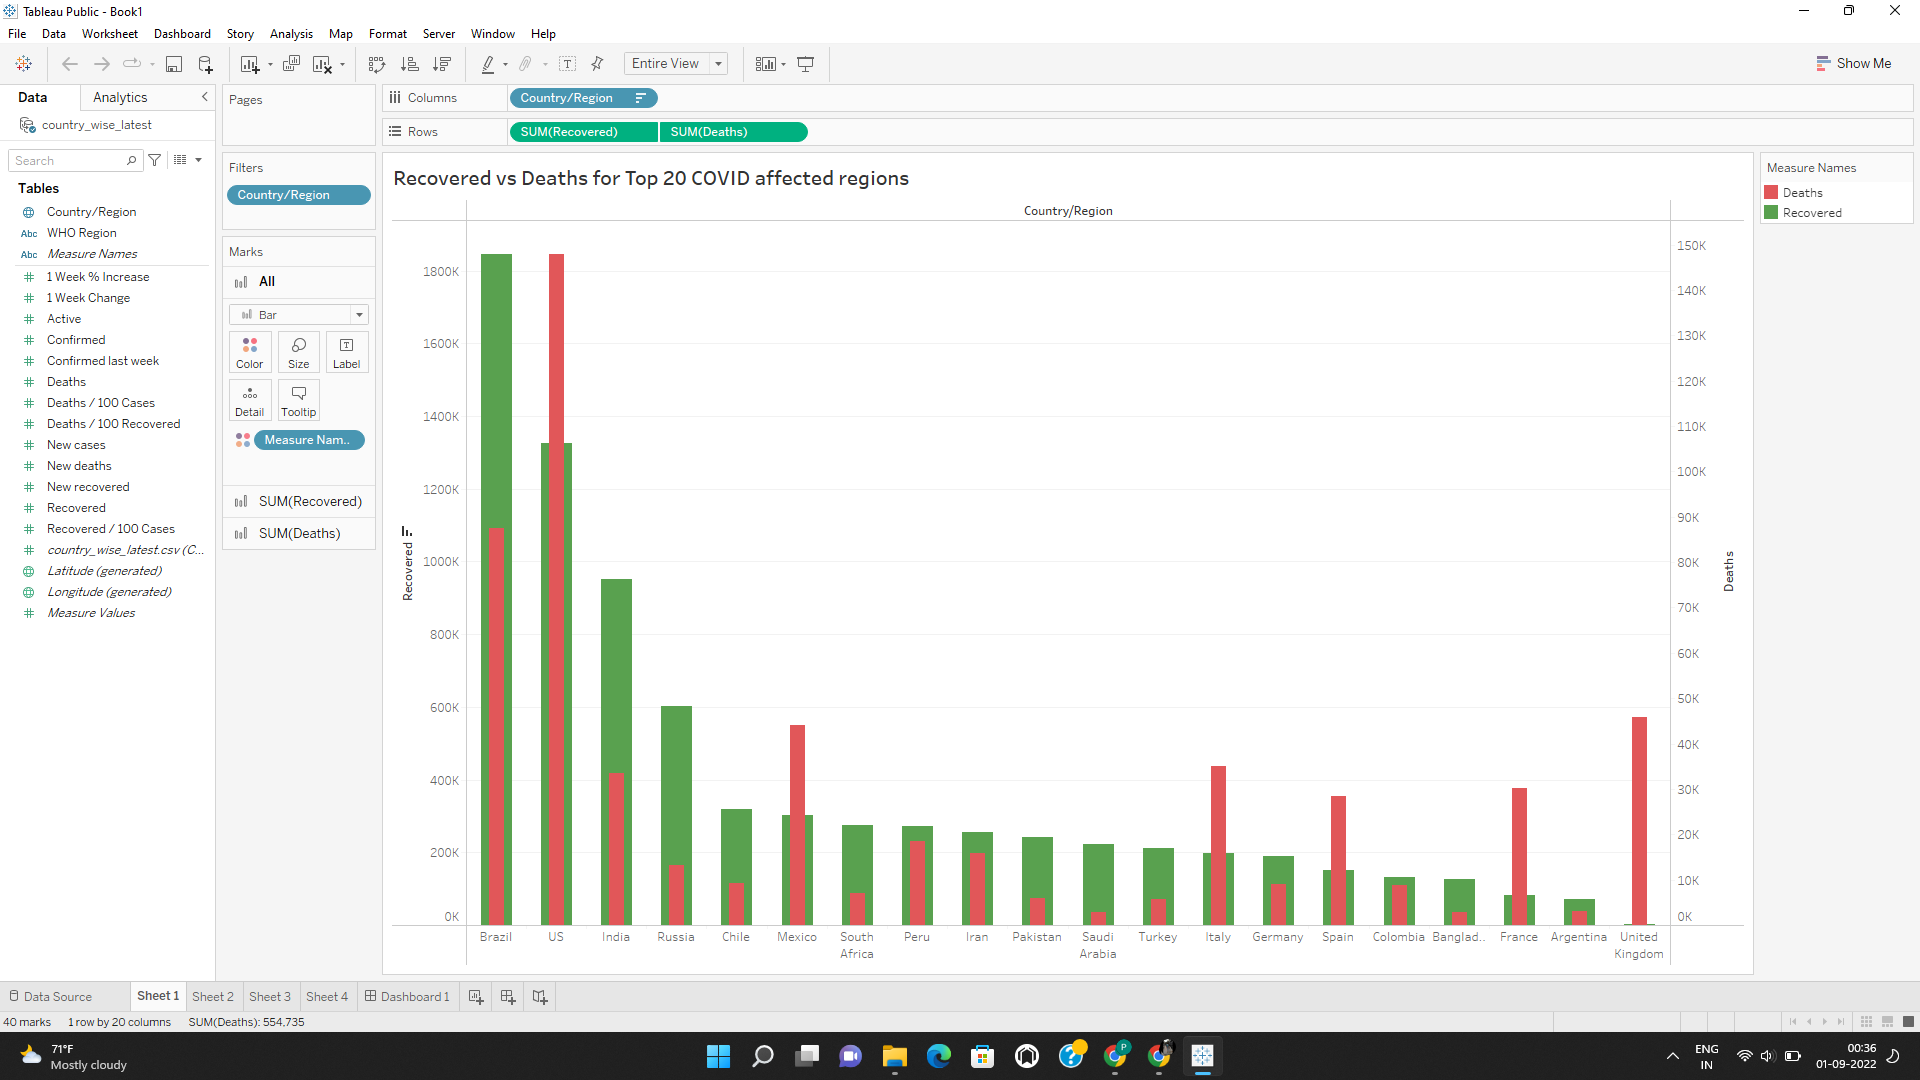 Tableau Public - Book1
File Data Worksheet Dashboard Story Analysis Map Format Server Window Help
Entire View
Show Me
Data Analytics
country_wise_latest
Search
Tables
Country/Region
Abc WHO Region
Abc Measure Names
1 Week % Increase
1 Week Change
Active
Confirmed
Confirmed last week
Deaths
Deaths / 100 Cases
Deaths / 100 Recovered
New cases
New deaths
New recovered
Recovered
Recovered / 100 Cases
country_wise_latest.csv (C...
Latitude (generated)
Longitude (generated)
Measure Values
Pages
Filters
Country/Region
Marks
All
Bar
Color Size Label
Detail Tooltip
Measure Nam..
SUM(Recovered)
SUM(Deaths)
Columns Country/Region
Rows SUM(Recovered) SUM(Deaths)
Recovered vs Deaths for Top 20 COVID affected regions
Country/Region
1800K
1600K
1400K
1200K
1000K
800K
600K
400K
200K
0K
Recovered
150K
140K
130K
120K
110K
100K
90K
80K
70K
60K
50K
40K
30K
20K
10K
0K
Deaths
Brazil US India Russia Chile Mexico South Africa Peru Iran Pakistan Saudi Arabia Turkey Italy Germany Spain Colombia Banglad.. France Argentina United Kingdom
Measure Names
Deaths
Recovered
Data Source Sheet 1 Sheet 2 Sheet 3 Sheet 4 Dashboard 1
40 marks 1 row by 20 columns SUM(Deaths): 554,735
71°F
Mostly cloudy
P
ENG
IN
00:36
01-09-2022